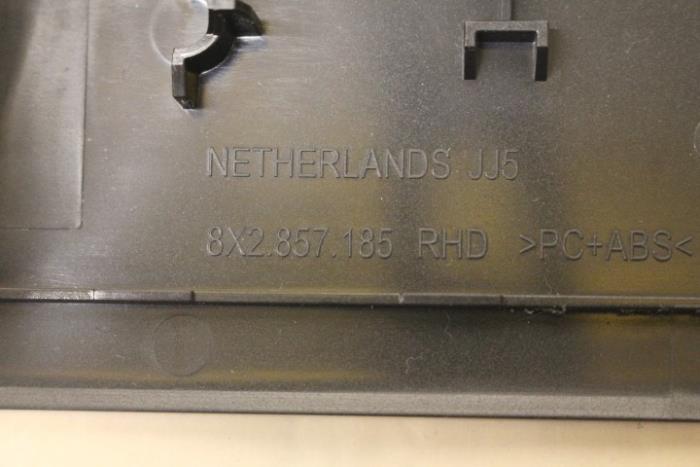 NETHERLANDS JJ5
8X2.857.185 RHD >PC+ABS<